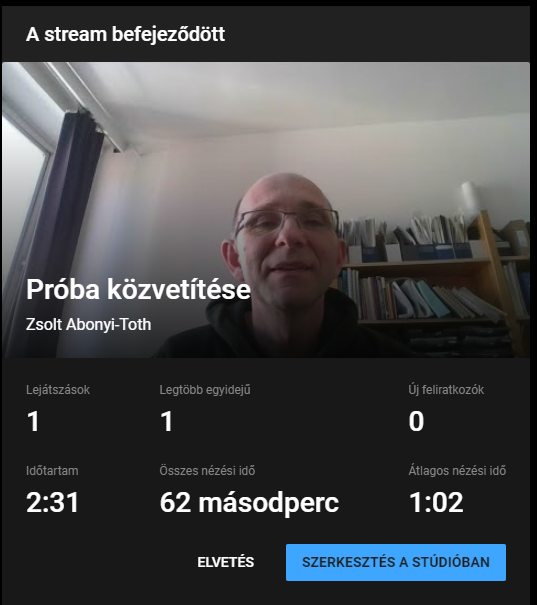 A stream befejeződött
Próba közvetítése
Zsolt Abonyi-Toth
Lejátszások Legtöbb egyidejű Új feliratkozók
1 1 0
Időtartam Összes nézési idő Átlagos nézési idő
2:31 62 másodperc 1:02
ELVETÉS SZERKESZTÉS A STÚDIÓBAN